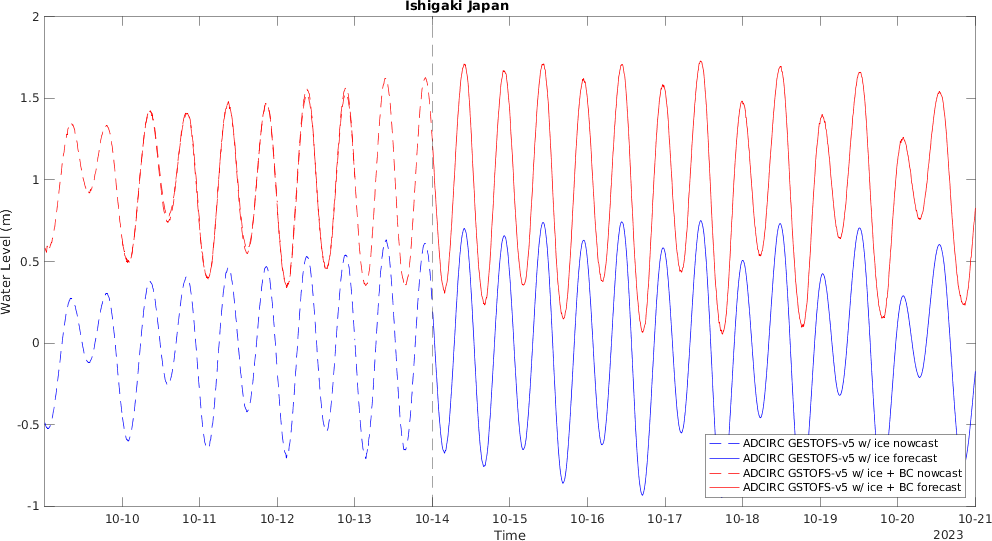 Ishigaki Japan
2
1.5
1
0.5
0
-0.5
-1
Water Level (m)
ADCIRC GESTOFS-v5 w/ ice nowcast
ADCIRC GESTOFS-v5 w/ ice forecast
ADCIRC GSTOFS-v5 w/ ice + BC nowcast
ADCIRC GSTOFS-v5 w/ ice + BC forecast
10-10 10-11 10-12 10-13 10-14 10-15 10-16 10-17 10-18 10-19 10-20 10-21
Time
2023